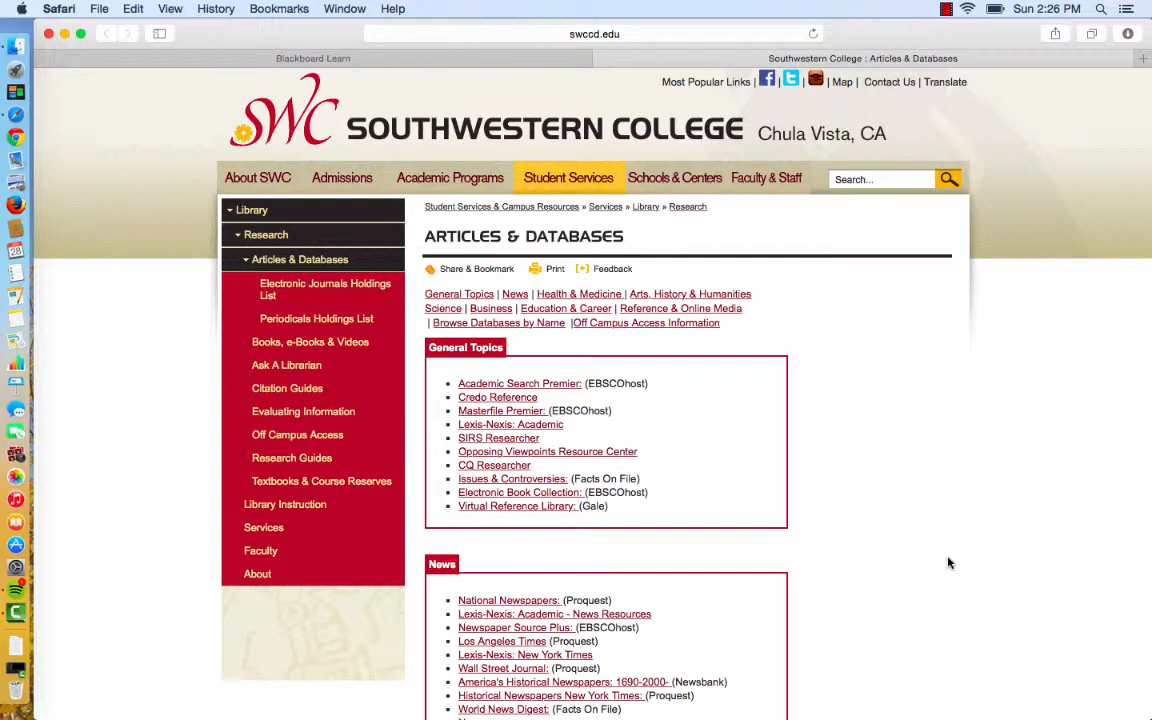 Safari File Edit View History Bookmarks Window Help Sun 2:26 PM
swccd.edu
Blackboard Learn Southwestern College : Articles & Databases
Most Popular Links | | | | Map | Contact Us | Translate
SWC SOUTHWESTERN COLLEGE Chula Vista, CA
About SWC Admissions Academic Programs Student Services Schools & Centers Faculty & Staff Search...
Library
Research
Articles & Databases
Electronic Journals Holdings
List
Periodicals Holdings List
Books, e-Books & Videos
Ask A Librarian
Citation Guides
Evaluating Information
Off Campus Access
Research Guides
Textbooks & Course Reserves
Library Instruction
Services
Faculty
About
Student Services & Campus Resources » Services » Library » Research
ARTICLES & DATABASES
Share & Bookmark Print [+] Feedback
General Topics | News | Health & Medicine | Arts, History & Humanities
Science | Business | Education & Career | Reference & Online Media
| Browse Databases by Name |Off Campus Access Information
General Topics
Academic Search Premier: (EBSCOhost)
Credo Reference
Masterfile Premier: (EBSCOhost)
Lexis-Nexis: Academic
SIRS Researcher
Opposing Viewpoints Resource Center
CQ Researcher
Issues & Controversies: (Facts On File)
Electronic Book Collection: (EBSCOhost)
Virtual Reference Library: (Gale)
News
National Newspapers: (Proquest)
Lexis-Nexis: Academic - News Resources
Newspaper Source Plus: (EBSCOhost)
Los Angeles Times (Proquest)
Lexis-Nexis: New York Times
Wall Street Journal: (Proquest)
America's Historical Newspapers: 1690-2000- (Newsbank)
Historical Newspapers New York Times: (Proquest)
World News Digest: (Facts On File)
28